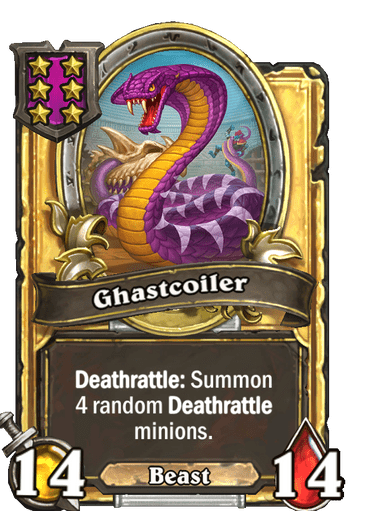 Ghastcoiler
Deathrattle: Summon
4 random Deathrattle
minions.
14
Beast
14